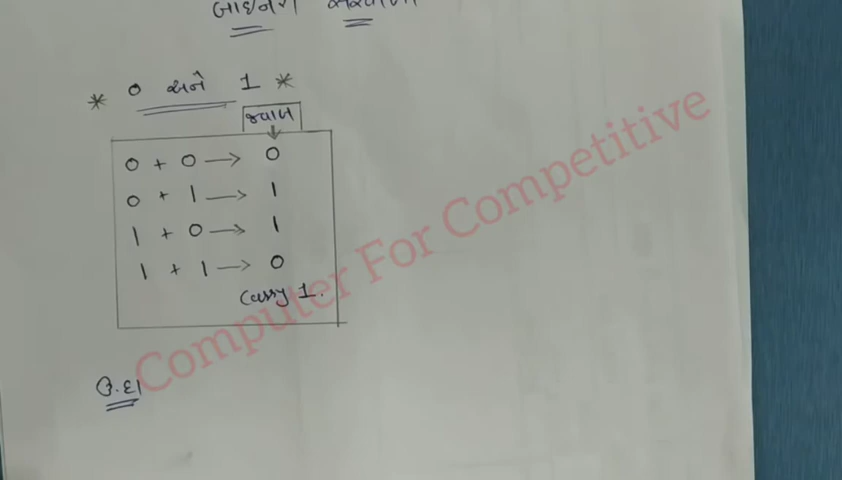 બાઇનરી
* 0 અને 1 *
જવાબ
0 + 0 → 0
0 + 1 → 1
1 + 0 → 1
1 + 1 → 0
Carry 1.
ઉ.દા
Computer For Competitive